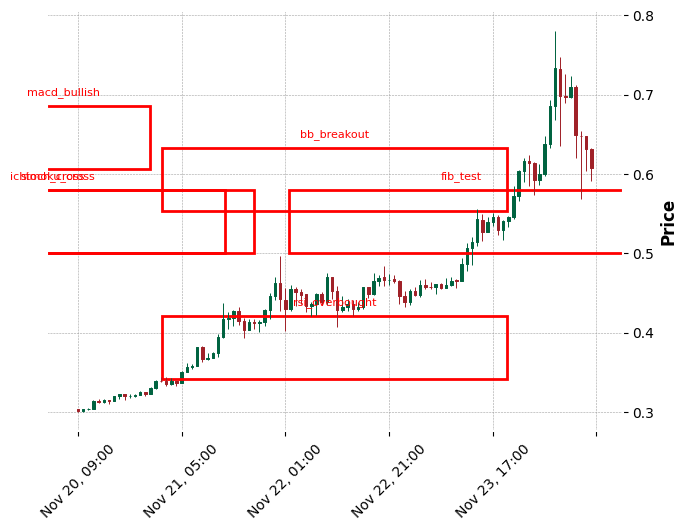 0.8
macd_bullish
0.7
bb_breakout
0.6
fib_test
Price
0.5
rsi_overbought
0.4
0.3
Nov 20, 09:00
Nov 21, 05:00
Nov 22, 01:00
Nov 22, 21:00
Nov 23, 17:00